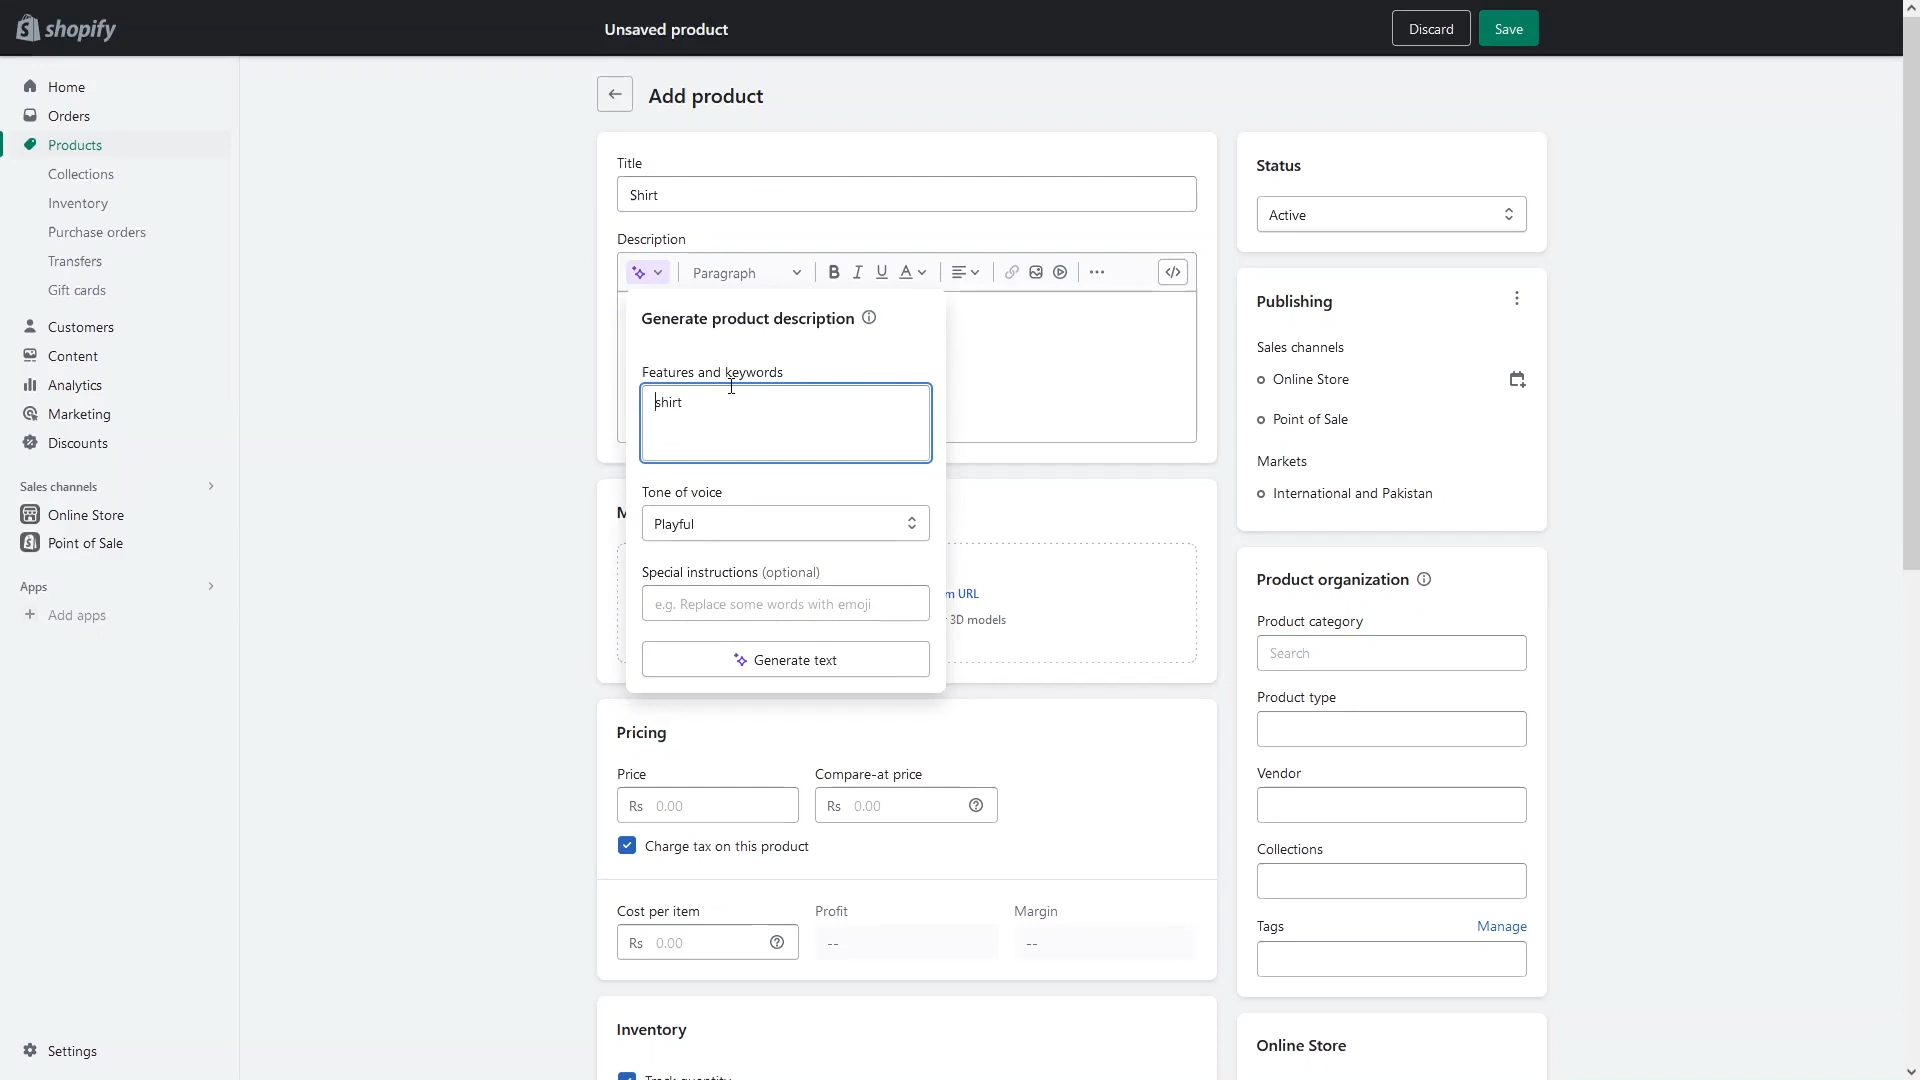 shopify
Unsaved product
Discard
Save
Home
Orders
Products
Collections
Inventory
Purchase orders
Transfers
Gift cards
Customers
Content
Analytics
Marketing
Discounts
Sales channels
Online Store
Point of Sale
Apps
Add apps
Settings
Add product
Title
Shirt
Description
Paragraph
B I U A
Generate product description
Features and keywords
shirt
Tone of voice
Playful
Special instructions (optional)
e.g. Replace some words with emoji
Generate text
M
m URL
3D models
Pricing
Price
Compare-at price
Rs 0.00
Rs 0.00
Charge tax on this product
Cost per item
Profit
Margin
Rs 0.00
--
--
Inventory
Track quantity
Status
Active
Publishing
Sales channels
Online Store
Point of Sale
Markets
International and Pakistan
Product organization
Product category
Search
Product type
Vendor
Collections
Tags
Manage
Online Store